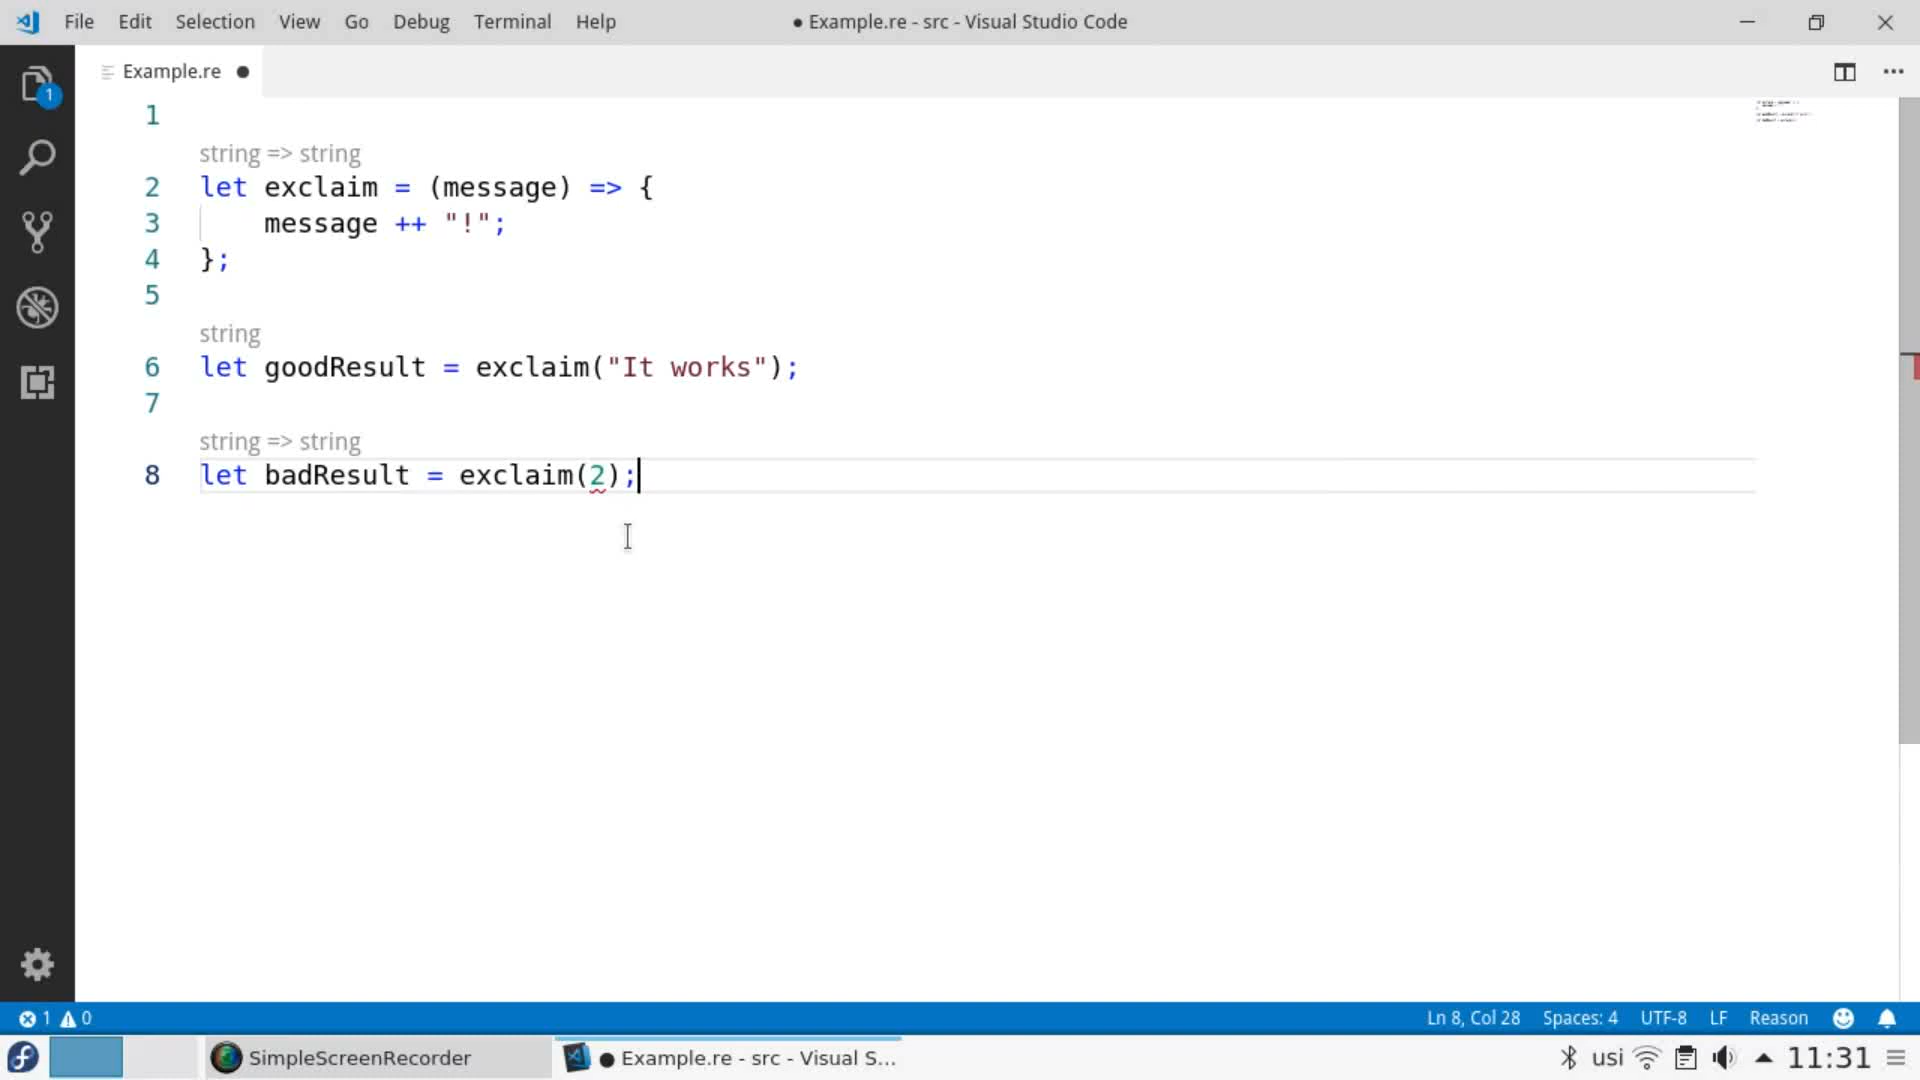 File Edit Selection View Go Debug Terminal Help ● Example.re - src - Visual Studio Code
Example.re ●
1
1
string => string
2 let exclaim = (message) => {
3 message ++ "!";
4 };
5
string
6 let goodResult = exclaim("It works");
7
string => string
8 let badResult = exclaim(2);
1 0 Ln 8, Col 28 Spaces: 4 UTF-8 LF Reason
SimpleScreenRecorder ● Example.re - src - Visual S... usi 11:31